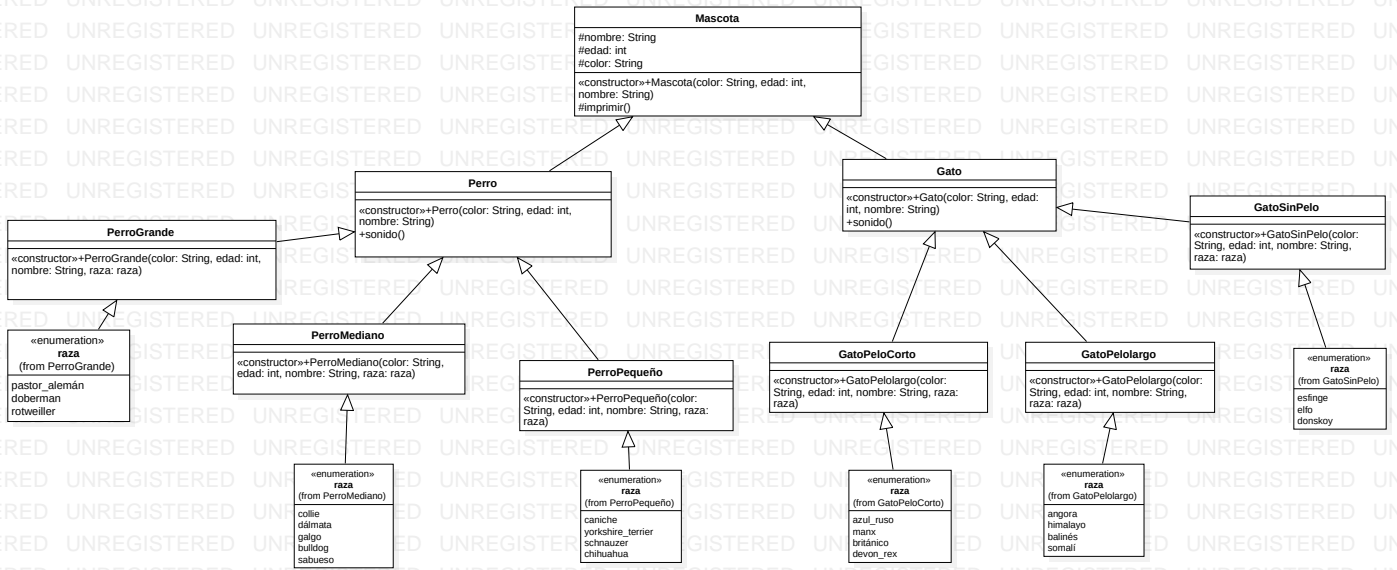 Mascota
#nombre: String
#edad: int
#color: String
«constructor»+Mascota(color: String, edad: int,
nombre: String)
#imprimir()
Perro
«constructor»+Perro(color: String, edad: int,
nombre: String)
+sonido()
Gato
«constructor»+Gato(color: String, edad:
int, nombre: String)
+sonido()
GatoSinPelo
«constructor»+GatoSinPelo(color:
String, edad: int, nombre: String,
raza: raza)
PerroGrande
«constructor»+PerroGrande(color: String, edad: int,
nombre: String, raza: raza)
«enumeration»
raza
(from PerroGrande)
pastor_alemán
doberman
rotweiller
PerroMediano
«constructor»+PerroMediano(color: String,
edad: int, nombre: String, raza: raza)
PerroPequeño
«constructor»+PerroPequeño(color:
String, edad: int, nombre: String, raza:
raza)
GatoPeloCorto
«constructor»+GatoPelolargo(color:
String, edad: int, nombre: String, raza:
raza)
GatoPelolargo
«constructor»+GatoPelolargo(color:
String, edad: int, nombre: String,
raza: raza)
«enumeration»
raza
(from GatoSinPelo)
esfinge
elfo
donskoy
«enumeration»
raza
(from PerroMediano)
collie
dálmata
galgo
bulldog
sabueso
«enumeration»
raza
(from PerroPequeño)
caniche
yorkshire_terrier
schnauzer
chihuahua
«enumeration»
raza
(from GatoPeloCorto)
azul_ruso
manx
británico
devon_rex
«enumeration»
raza
(from GatoPelolargo)
angora
himalayo
balinés
somalí
UNREGISTERED